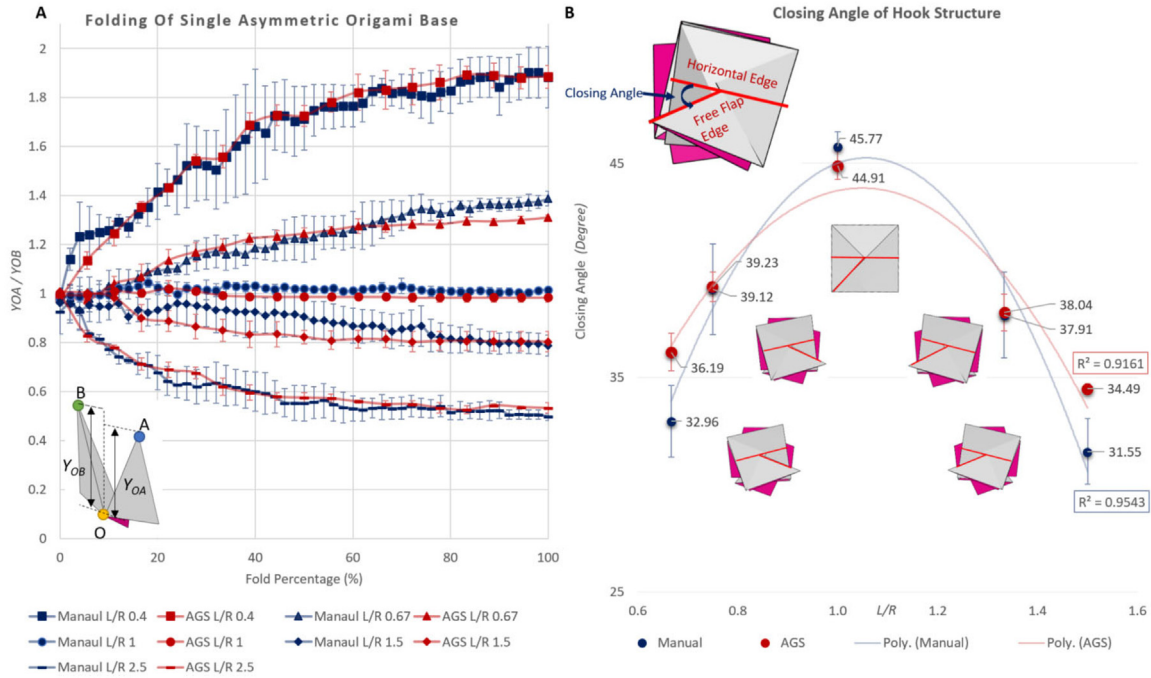 A
Folding Of Single Asymmetric Origami Base
YOA / YOB
2
1.8
1.6
1.4
1.2
1
0.8
0.6
0.4
0.2
0
B
A
Y_OB
Y_OA
O
0
20
40
60
80
100
Fold Percentage (%)
Manaul L/R 0.4
AGS L/R 0.4
Manaul L/R 0.67
AGS L/R 0.67
Manaul L/R 1
AGS L/R 1
Manaul L/R 1.5
AGS L/R 1.5
Manaul L/R 2.5
AGS L/R 2.5
B
Closing Angle of Hook Structure
Horizontal Edge
Closing Angle
Free Flap
Edge
Closing Angle (Degree)
45
35
25
45.77
44.91
39.23
39.12
36.19
32.96
38.04
37.91
R² = 0.9161
34.49
31.55
R² = 0.9543
0.6
0.8
1.0
L/R
1.2
1.4
1.6
Manual
AGS
Poly. (Manual)
Poly. (AGS)